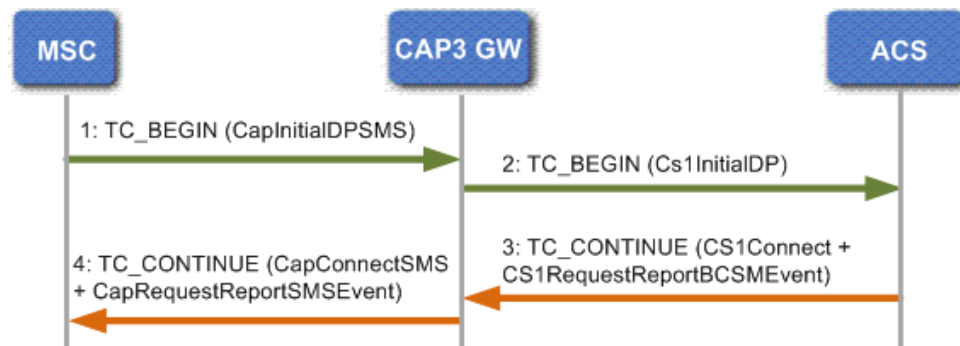 MSC
CAP3 GW
ACS
1: TC_BEGIN (CapInitialDPSMS)
2: TC_BEGIN (Cs1InitialDP)
3: TC_CONTINUE (CS1Connect +
CS1RequestReportBCSMEvent)
4: TC_CONTINUE (CapConnectSMS
+ CapRequestReportSMSEvent)